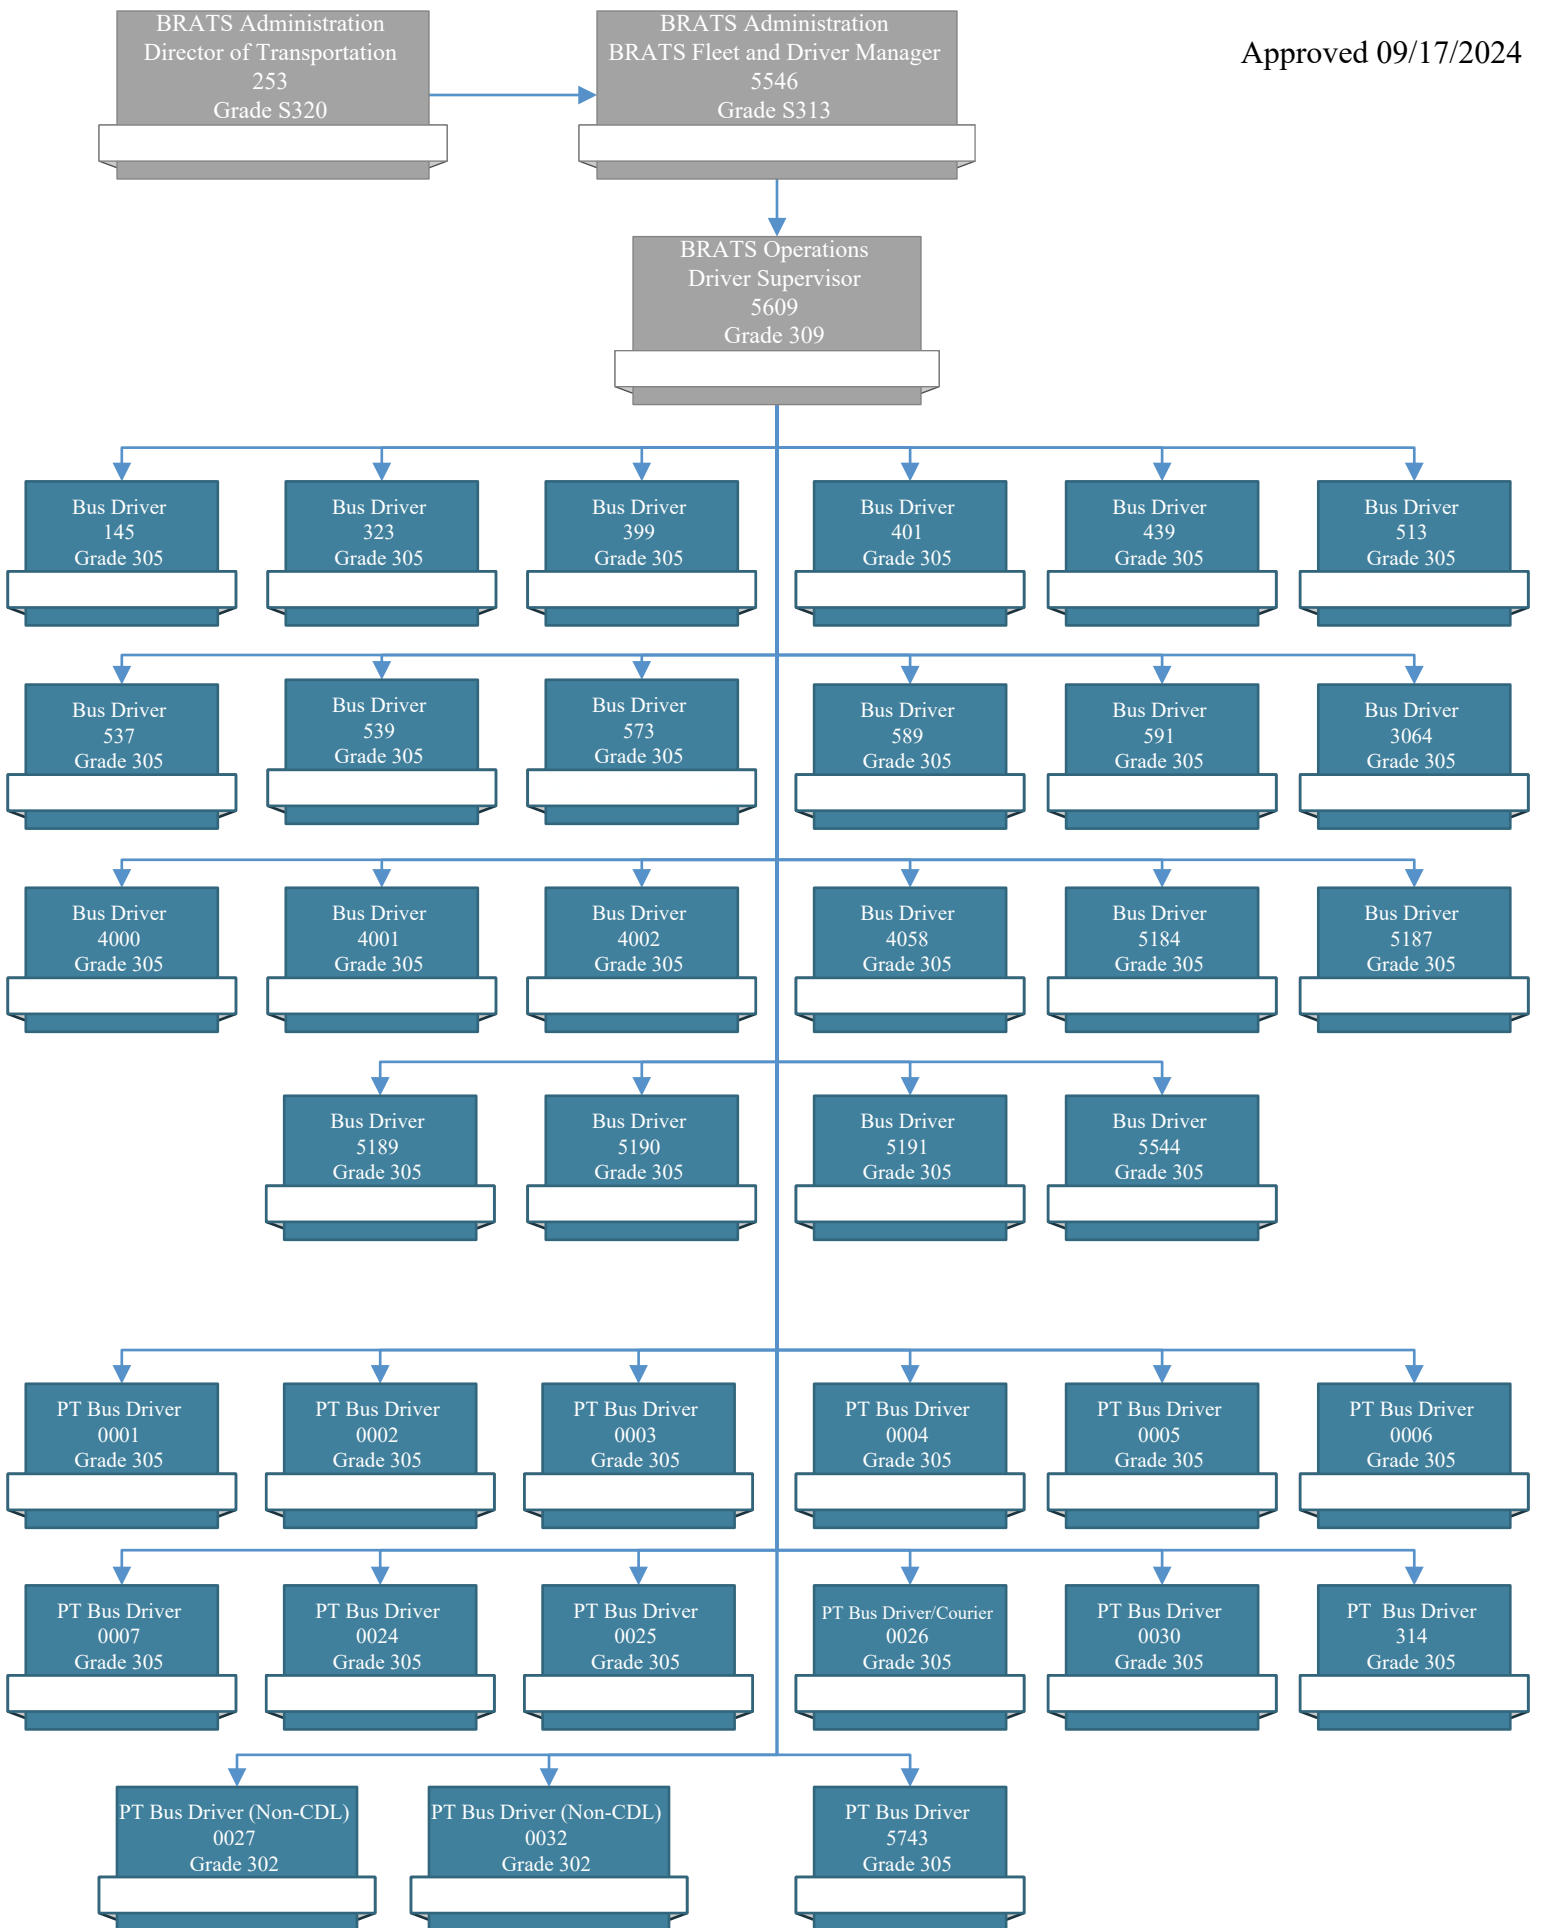 BRATS Administration
Director of Transportation
253
Grade S320
BRATS Administration
BRATS Fleet and Driver Manager
5546
Grade S313
Approved 09/17/2024
BRATS Operations
Driver Supervisor
5609
Grade 309
Bus Driver
145
Grade 305
Bus Driver
323
Grade 305
Bus Driver
399
Grade 305
Bus Driver
401
Grade 305
Bus Driver
439
Grade 305
Bus Driver
513
Grade 305
Bus Driver
537
Grade 305
Bus Driver
539
Grade 305
Bus Driver
573
Grade 305
Bus Driver
589
Grade 305
Bus Driver
591
Grade 305
Bus Driver
3064
Grade 305
Bus Driver
4000
Grade 305
Bus Driver
4001
Grade 305
Bus Driver
4002
Grade 305
Bus Driver
4058
Grade 305
Bus Driver
5184
Grade 305
Bus Driver
5187
Grade 305
Bus Driver
5189
Grade 305
Bus Driver
5190
Grade 305
Bus Driver
5191
Grade 305
Bus Driver
5544
Grade 305
PT Bus Driver
0001
Grade 305
PT Bus Driver
0002
Grade 305
PT Bus Driver
0003
Grade 305
PT Bus Driver
0004
Grade 305
PT Bus Driver
0005
Grade 305
PT Bus Driver
0006
Grade 305
PT Bus Driver
0007
Grade 305
PT Bus Driver
0024
Grade 305
PT Bus Driver
0025
Grade 305
PT Bus Driver/Courier
0026
Grade 305
PT Bus Driver
0030
Grade 305
PT  Bus Driver
314
Grade 305
PT Bus Driver (Non-CDL)
0027
Grade 302
PT Bus Driver (Non-CDL)
0032
Grade 302
PT Bus Driver
5743
Grade 305